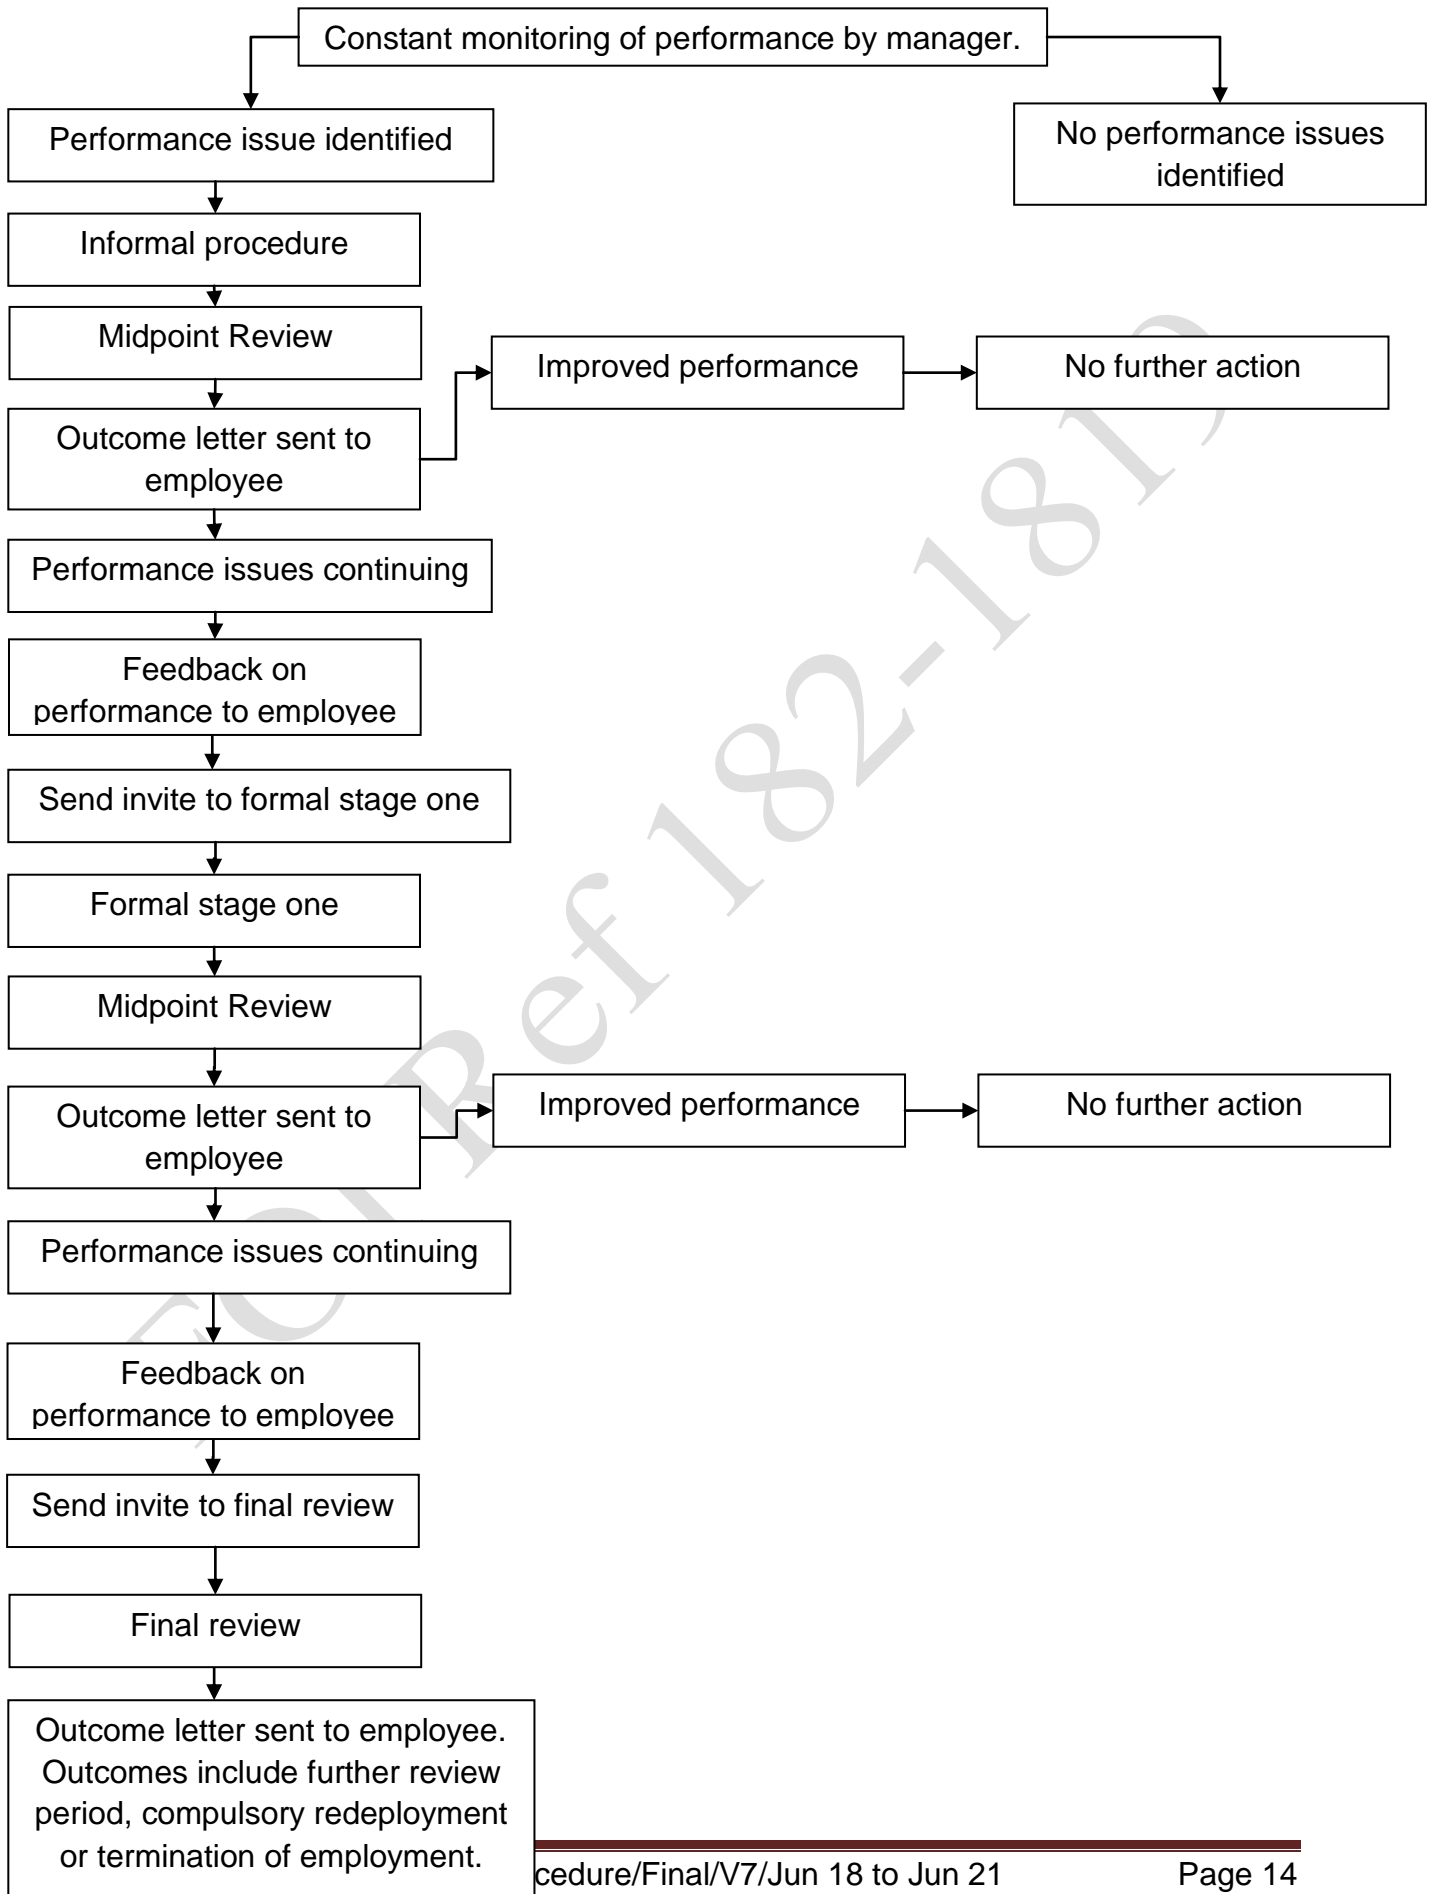 Constant monitoring of performance by manager.
Performance issue identified
No performance issues
identified
Informal procedure
Midpoint Review
Improved performance
No further action
Outcome letter sent to
employee
Performance issues continuing
Feedback on
performance to employee
Send invite to formal stage one
Formal stage one
Midpoint Review
Improved performance
No further action
Outcome letter sent to
employee
Performance issues continuing
Feedback on
performance to employee
Send invite to final review
Final review
Outcome letter sent to employee.
Outcomes include further review
period, compulsory redeployment
or termination of employment.
cedure/Final/V7/Jun 18 to Jun 21
Page 14
FOI Ref 182-1819